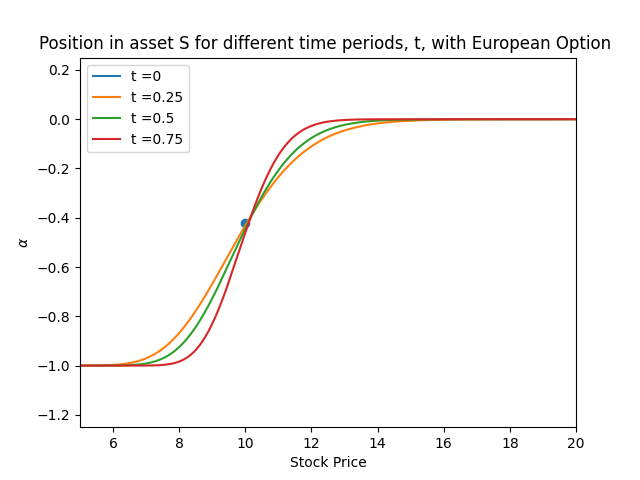 Position in asset S for different time periods, t, with European Option
t =0
t =0.25
t =0.5
t =0.75
0.2
0.0
−0.2
−0.4
−0.6
−0.8
−1.0
−1.2
α
6 8 10 12 14 16 18 20
Stock Price